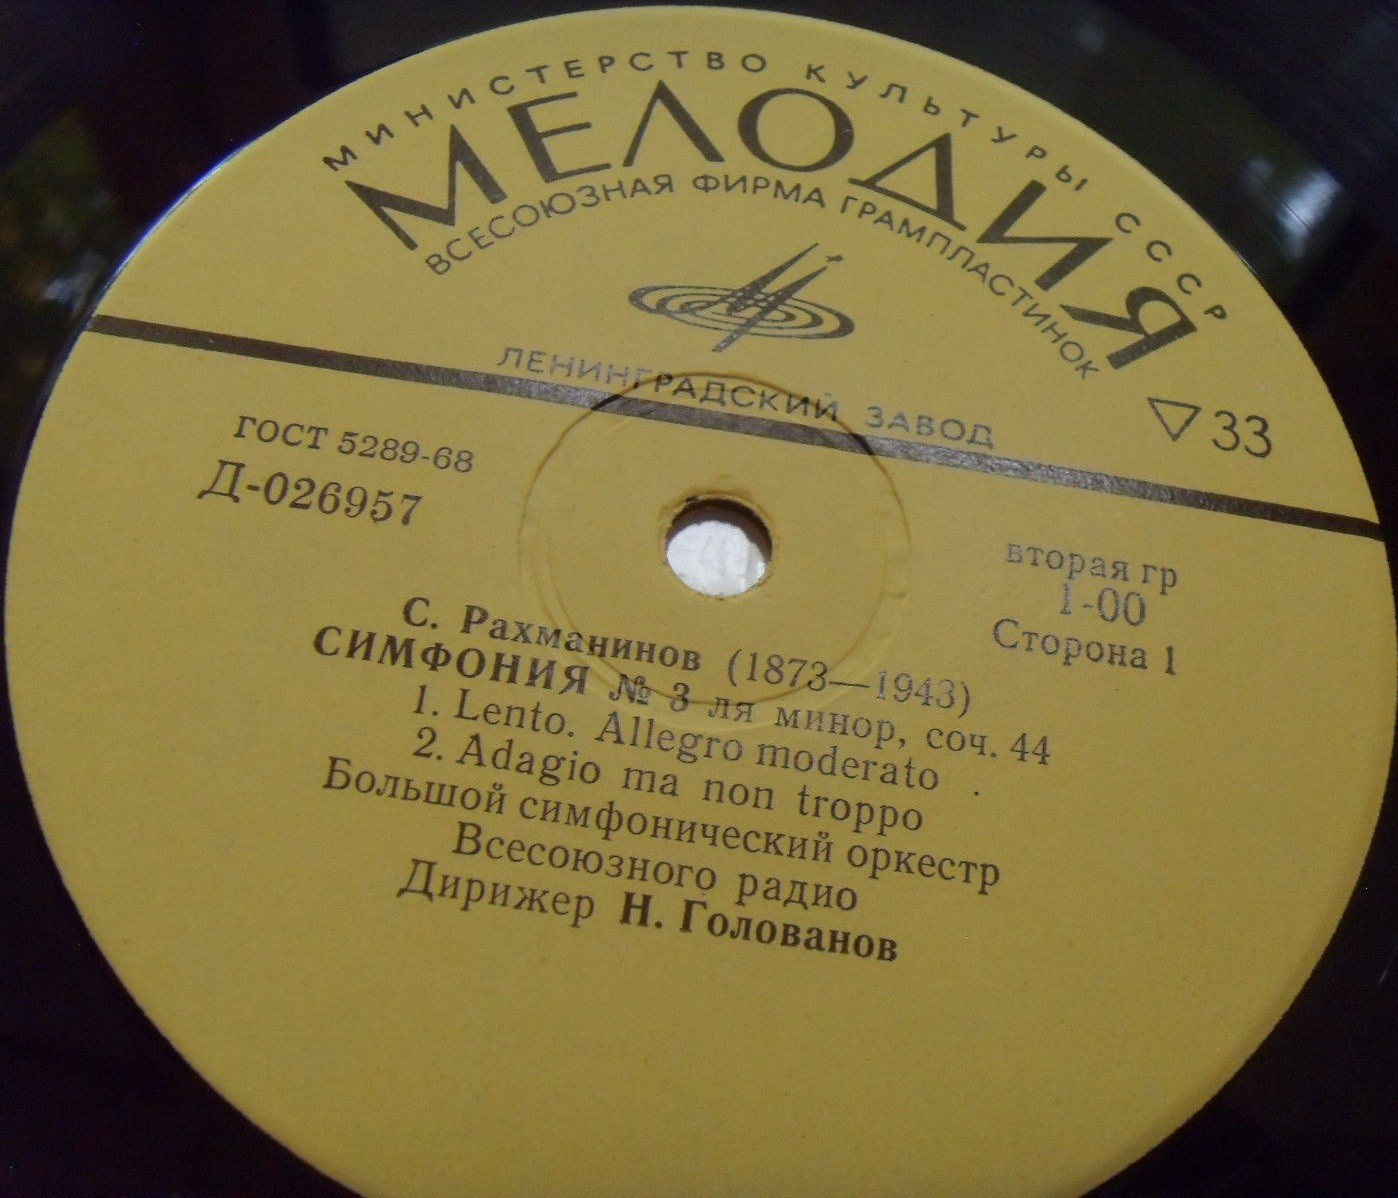 МИНИСТЕРСТВО КУЛЬТУРЫ СССР
МЕЛОДИЯ
ВСЕСОЮЗНАЯ ФИРМА ГРАМПЛАСТИНОК
ЛЕНИНГРАДСКИЙ ЗАВОД
33
ГОСТ 5289-68
Д-026957
вторая гр
1-00
Сторона 1
С. Рахманинов (1873—1943)
СИМФОНИЯ № 3 ля минор, соч. 44
1. Lento. Allegro moderato
2. Adagio ma non troppo
Большой симфонический оркестр
Всесоюзного радио
Дирижер Н. Голованов